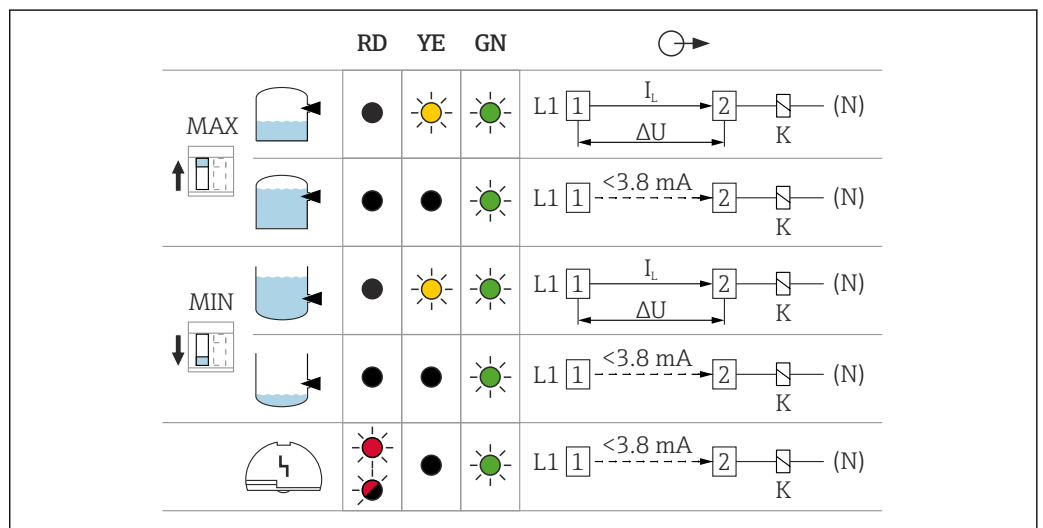 RD YE GN
MAX
L1 1 I_L 2 (N)
ΔU K
L1 1 <3.8 mA 2 (N)
K
MIN
L1 1 I_L 2 (N)
ΔU K
L1 1 <3.8 mA 2 (N)
K
L1 1 <3.8 mA 2 (N)
K